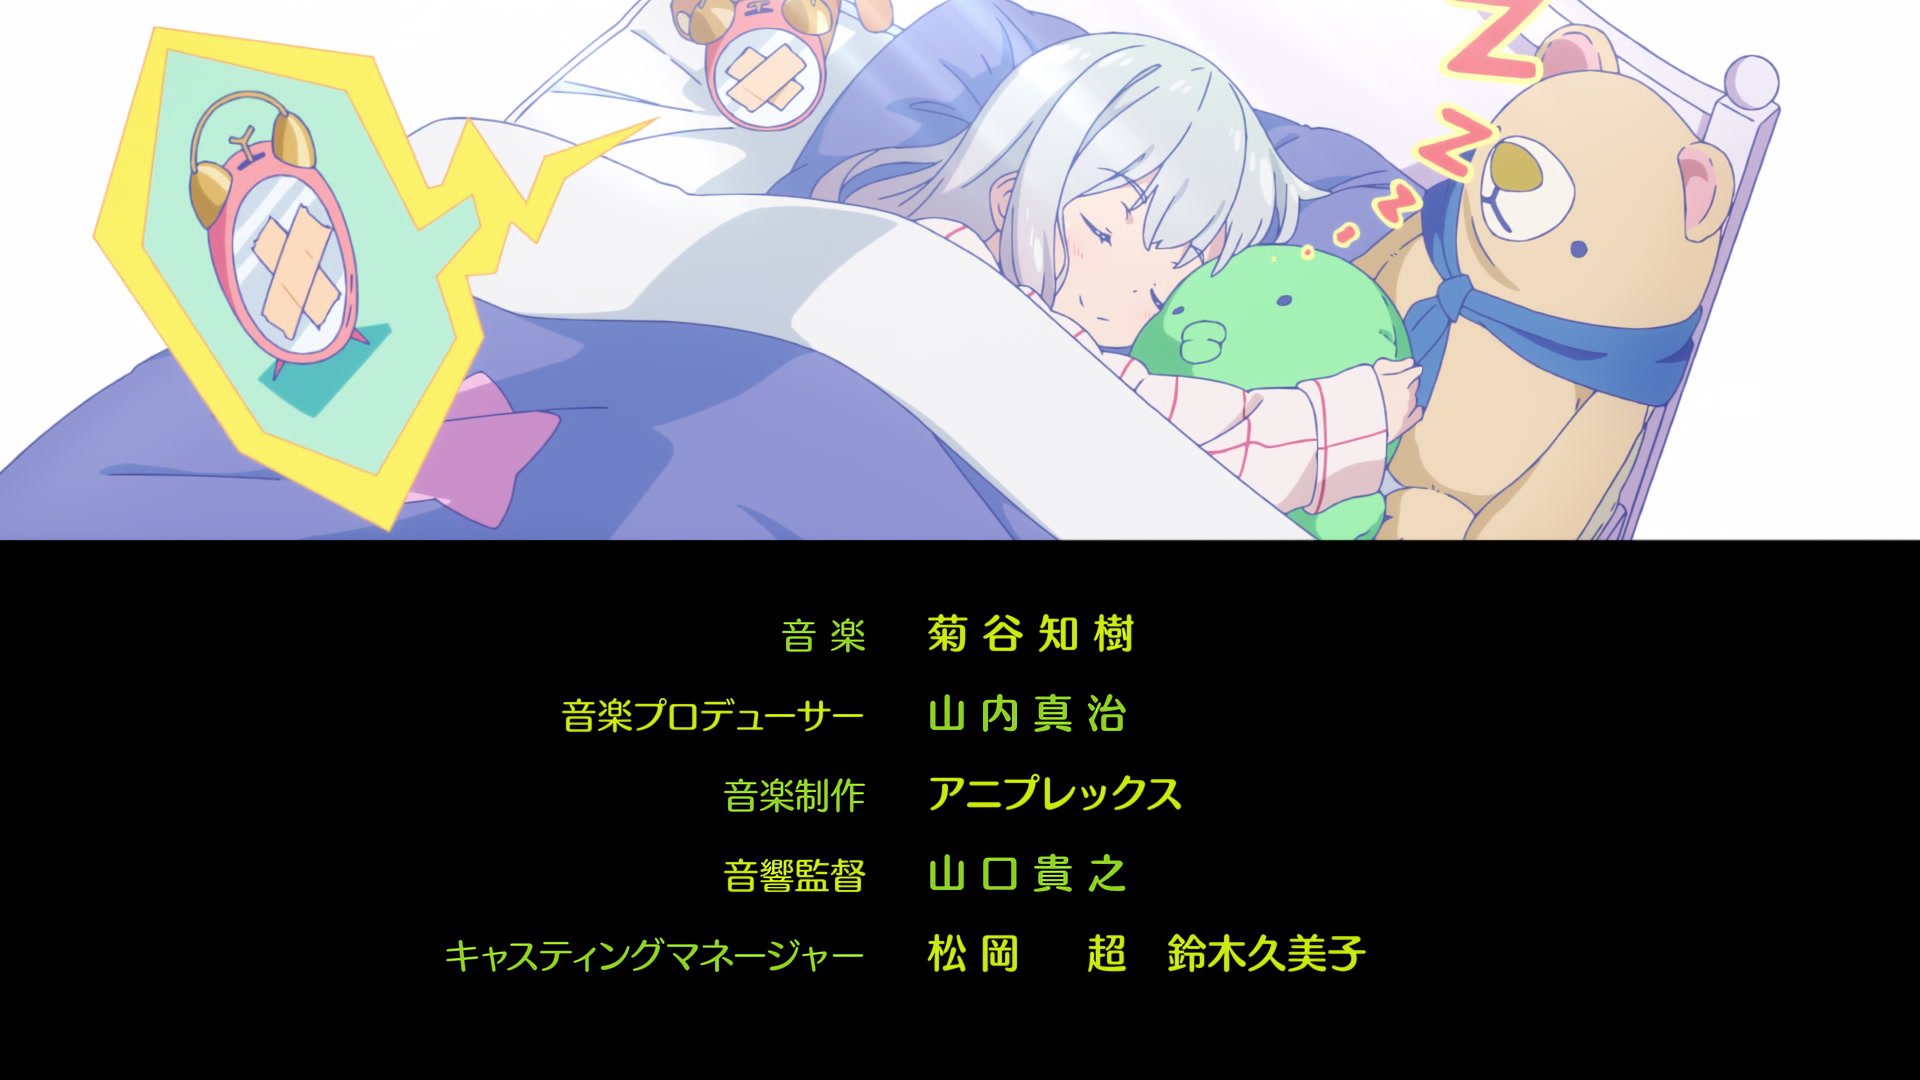 Z
Z
Z
音楽 菊谷知樹
音楽プロデューサー 山内真治
音楽制作 アニプレックス
音響監督 山口貴之
キャスティングマネージャー 松岡 超 鈴木久美子